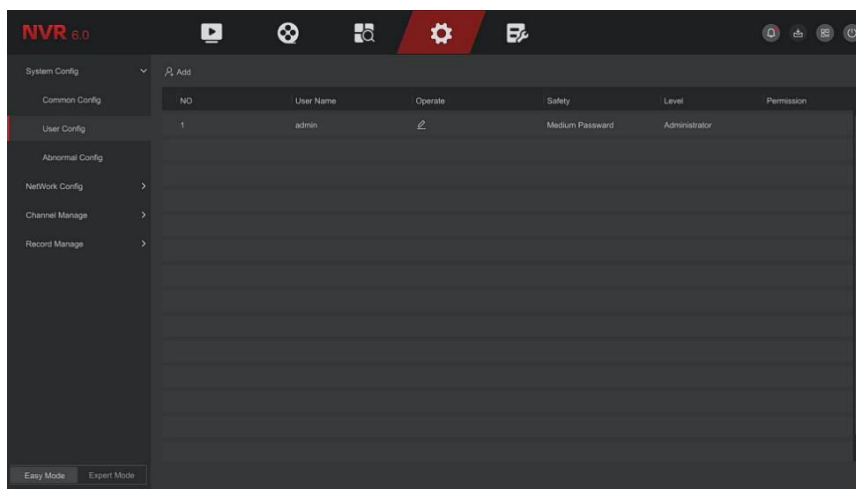 NVR 6.0
System Config
Add
Common Config
NO User Name Operate Safety Level Permission
User Config
1 admin Medium Passward Administrator
Abnormal Config
NetWork Config
Channel Manage
Record Manage
Easy Mode Expert Mode